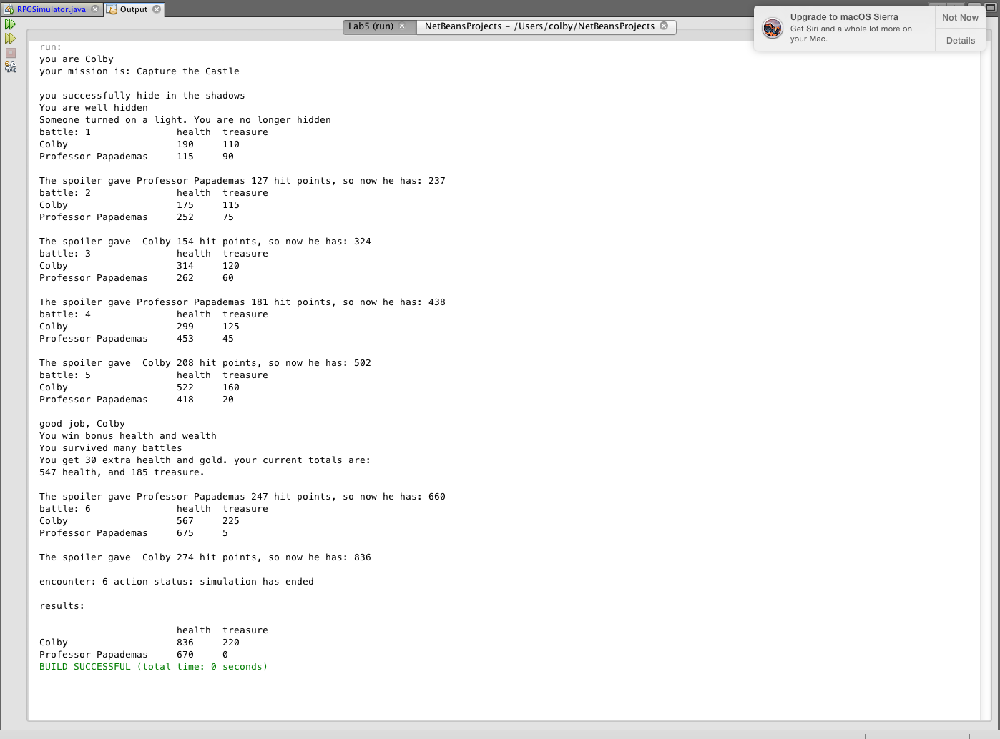 RPGSimulator.java
Output
Lab5 (run)
NetBeansProjects – /Users/colby/NetBeansProjects
Upgrade to macOS Sierra
Get Siri and a whole lot more on
your Mac.
Not Now
Details
run:
you are Colby
your mission is: Capture the Castle
you successfully hide in the shadows
You are well hidden
Someone turned on a light. You are no longer hidden
battle: 1 health treasure
Colby 190 110
Professor Papademas 115 90
The spoiler gave Professor Papademas 127 hit points, so now he has: 237
battle: 2 health treasure
Colby 175 115
Professor Papademas 252 75
The spoiler gave  Colby 154 hit points, so now he has: 324
battle: 3 health treasure
Colby 314 120
Professor Papademas 262 60
The spoiler gave Professor Papademas 181 hit points, so now he has: 438
battle: 4 health treasure
Colby 299 125
Professor Papademas 453 45
The spoiler gave  Colby 208 hit points, so now he has: 502
battle: 5 health treasure
Colby 522 160
Professor Papademas 418 20
good job, Colby
You win bonus health and wealth
You survived many battles
You get 30 extra health and gold. your current totals are:
547 health, and 185 treasure.
The spoiler gave Professor Papademas 247 hit points, so now he has: 660
battle: 6 health treasure
Colby 567 225
Professor Papademas 675 5
The spoiler gave  Colby 274 hit points, so now he has: 836
encounter: 6 action status: simulation has ended
results:
health treasure
Colby 836 220
Professor Papademas 670 0
BUILD SUCCESSFUL (total time: 0 seconds)